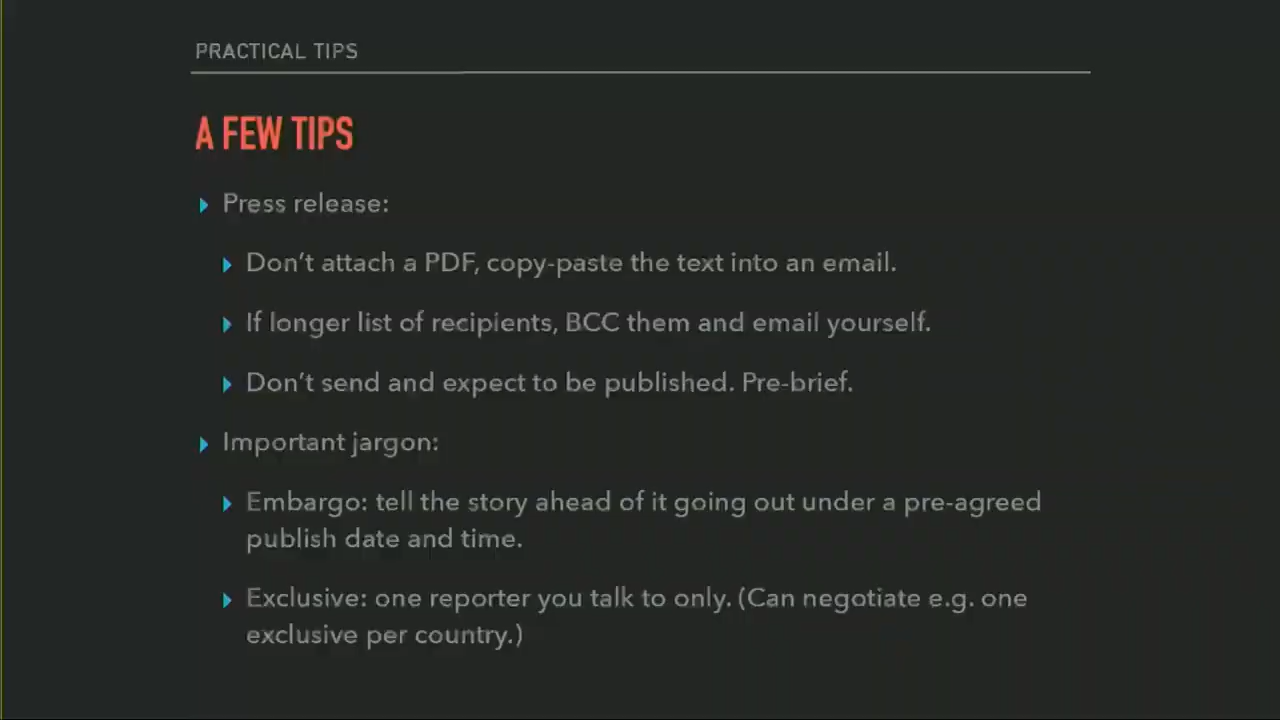 PRACTICAL TIPS
A FEW TIPS
Press release:
Don't attach a PDF, copy-paste the text into an email.
If longer list of recipients, BCC them and email yourself.
Don't send and expect to be published. Pre-brief.
Important jargon:
Embargo: tell the story ahead of it going out under a pre-agreed
publish date and time.
Exclusive: one reporter you talk to only. (Can negotiate e.g. one
exclusive per country.)